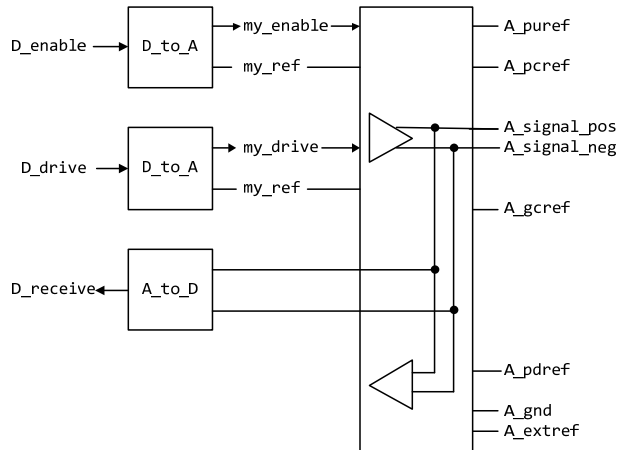 A_puref
my_enable
D_enable
D_to_A
my_ref
A_pcref
A_signal_pos
my_drive
A_signal_neg
D_drive
D_to_A
my_ref
A_gcref
D_receive
A_to_D
A_pdref
A_gnd
A_extref